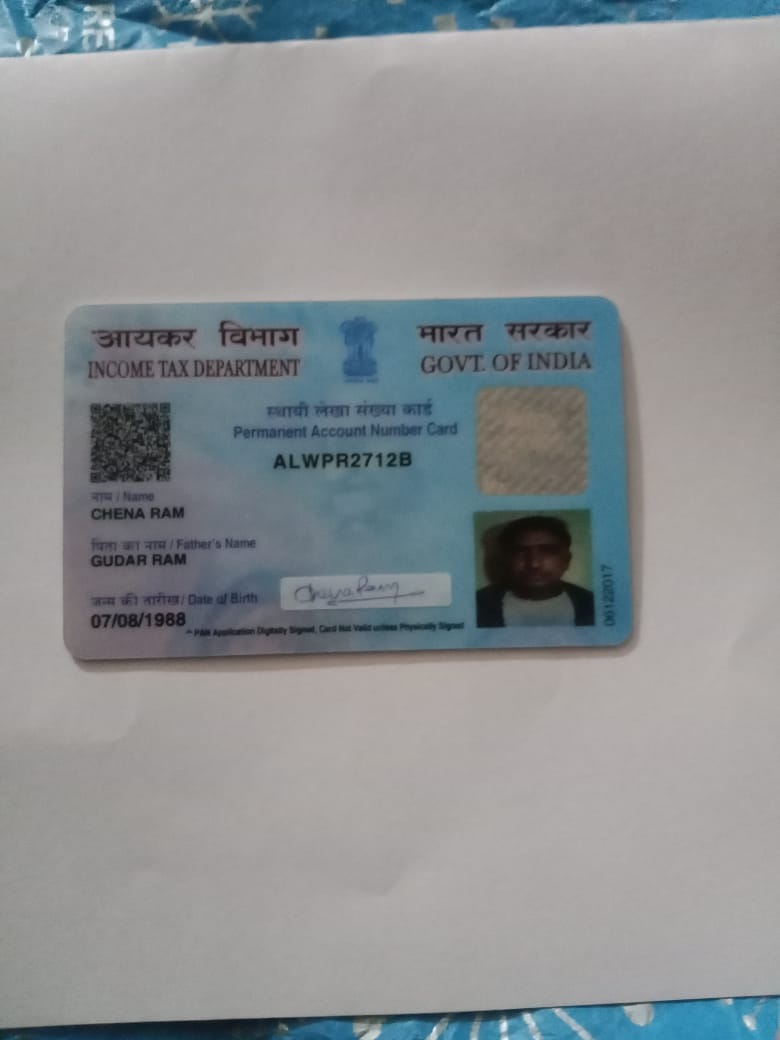 आयकर विभाग
INCOME TAX DEPARTMENT
भारत सरकार
GOVT. OF INDIA
स्थायी लेखा संख्या कार्ड
Permanent Account Number Card
ALWPR2712B
नाम / Name
CHENA RAM
पिता का नाम / Father's Name
GUDAR RAM
जन्म की तारीख / Date of Birth
07/08/1988
PAN Application Digitally Signed, Card Not Valid unless Physically Signed
06122017